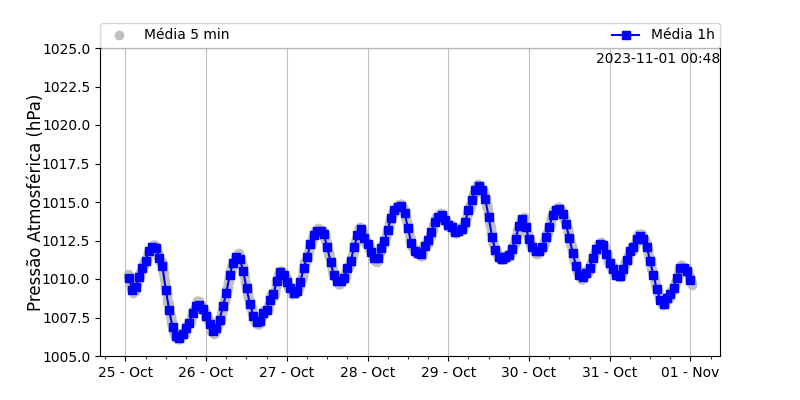 Média 5 min
Média 1h
2023-11-01 00:48
Pressão Atmosférica (hPa)
1025.0
1022.5
1020.0
1017.5
1015.0
1012.5
1010.0
1007.5
1005.0
25 - Oct
26 - Oct
27 - Oct
28 - Oct
29 - Oct
30 - Oct
31 - Oct
01 - Nov